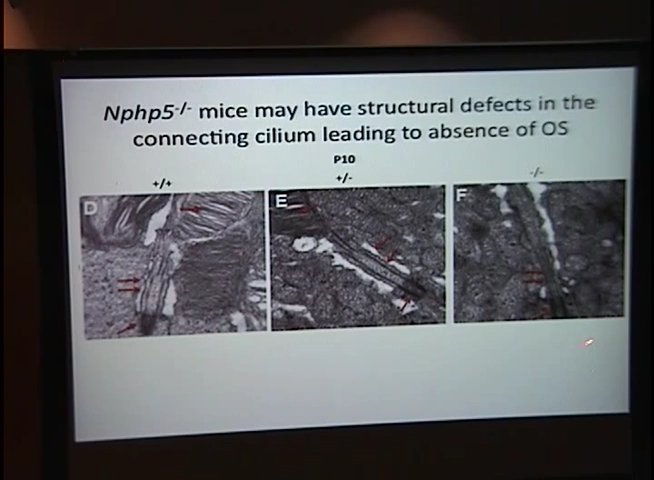 Nphp5-/- mice may have structural defects in the
connecting cilium leading to absence of OS
P10
+/+ +/- -/-
D E F